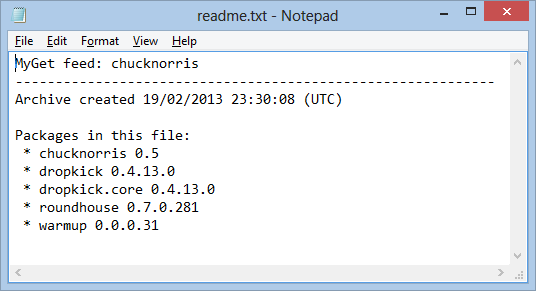 readme.txt - Notepad
File Edit Format View Help
MyGet feed: chucknorris
------------------------------------------------------------
Archive created 19/02/2013 23:30:08 (UTC)
Packages in this file:
* chucknorris 0.5
* dropkick 0.4.13.0
* dropkick.core 0.4.13.0
* roundhouse 0.7.0.281
* warmup 0.0.0.31